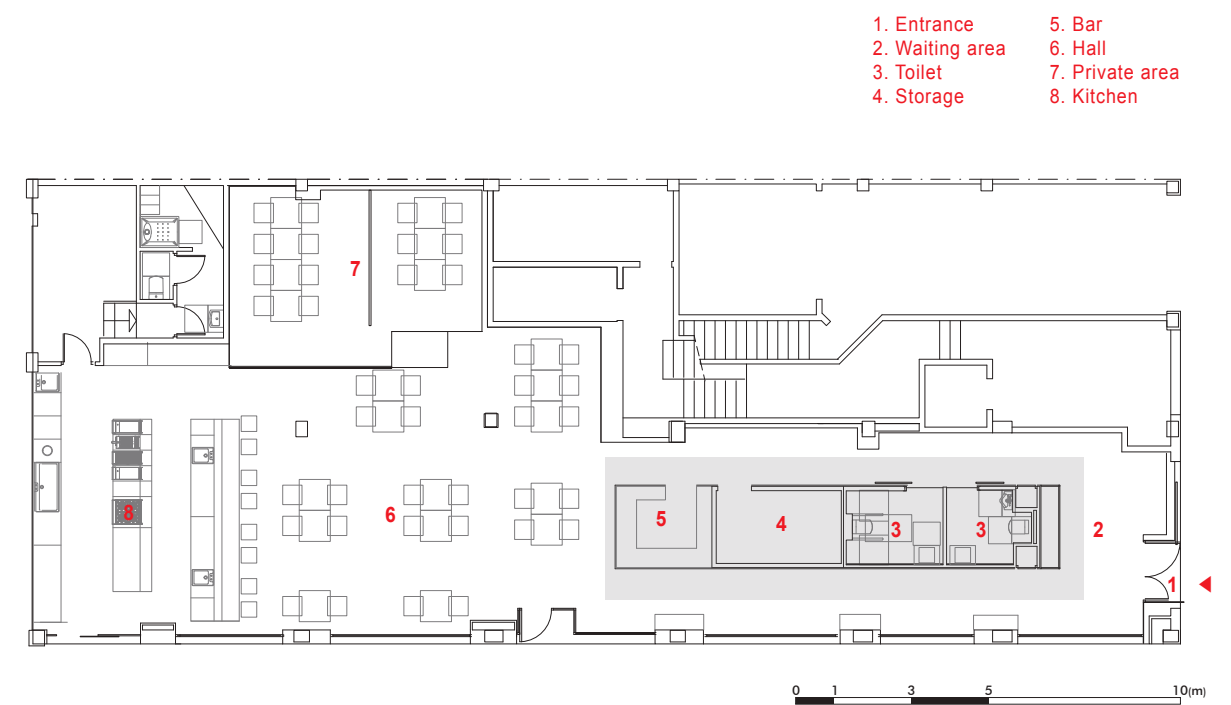 1. Entrance
2. Waiting area
3. Toilet
4. Storage
5. Bar
6. Hall
7. Private area
8. Kitchen
7
8
6
5
4
3
3
2
1
0 1 3 5 10(m)